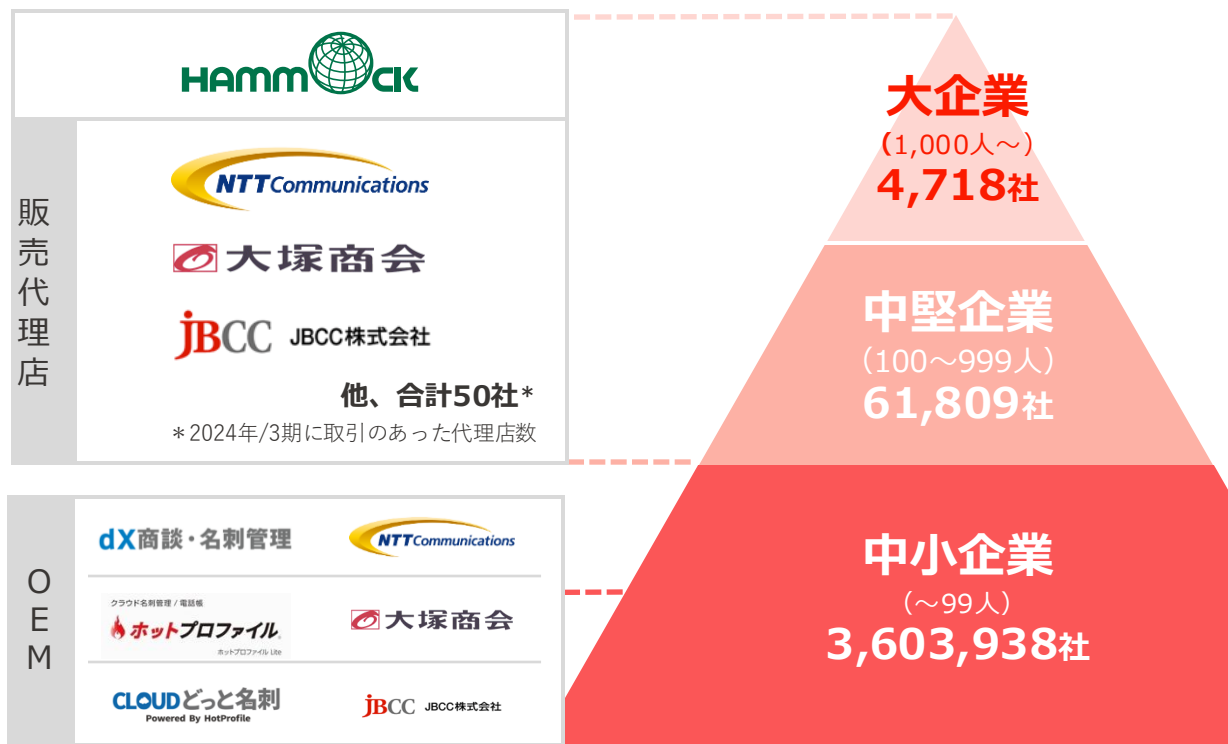 HAMMOCK
販売代理店
NTT Communications
大塚商会
JBCC JBCC株式会社
他、合計50社*
*2024年/3期に取引のあった代理店数
OEM
dX商談・名刺管理
NTT Communications
クラウド名刺管理 / 電話帳
ホットプロファイル
ホットプロファイル Lite
大塚商会
CLOUDどっと名刺
Powered By HotProfile
JBCC JBCC株式会社
大企業
(1,000人～)
4,718社
中堅企業
(100～999人)
61,809社
中小企業
(～99人)
3,603,938社